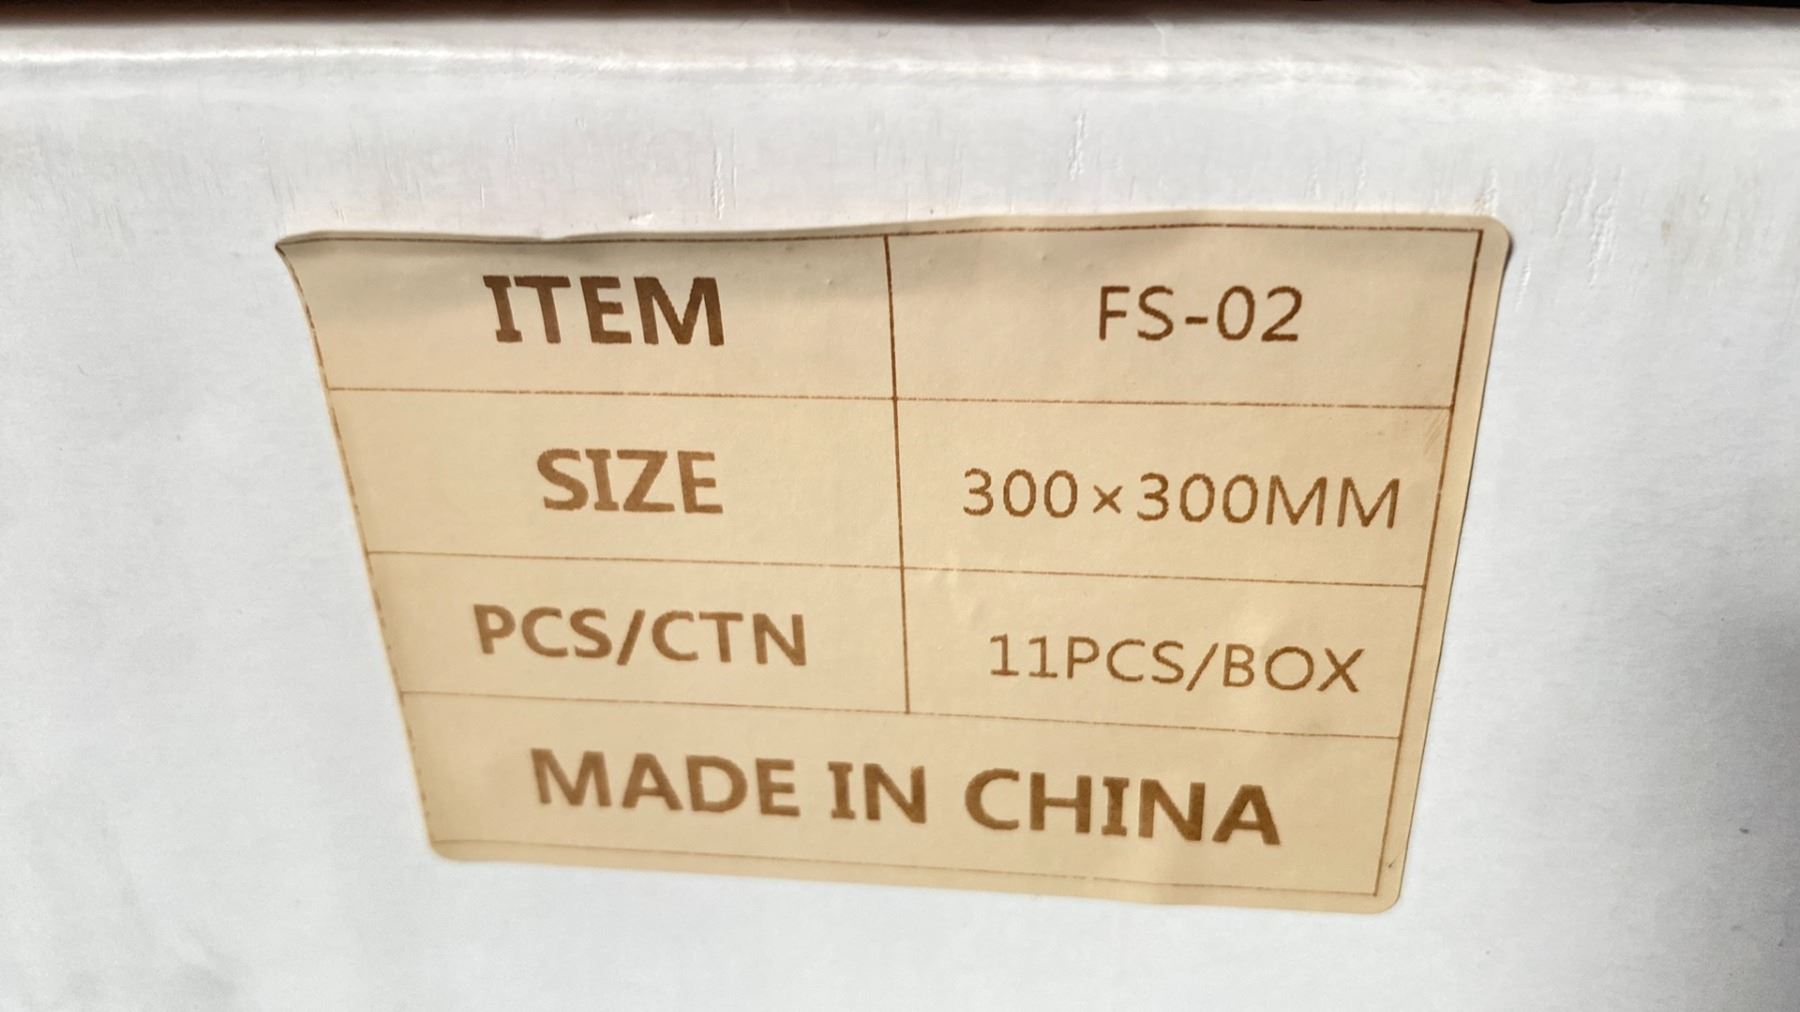 ITEM FS-02
SIZE 300×300MM
PCS/CTN 11PCS/BOX
MADE IN CHINA